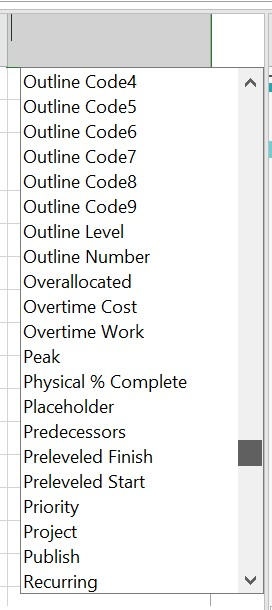 Outline Code4
Outline Code5
Outline Code6
Outline Code7
Outline Code8
Outline Code9
Outline Level
Outline Number
Overallocated
Overtime Cost
Overtime Work
Peak
Physical % Complete
Placeholder
Predecessors
Preleveled Finish
Preleveled Start
Priority
Project
Publish
Recurring